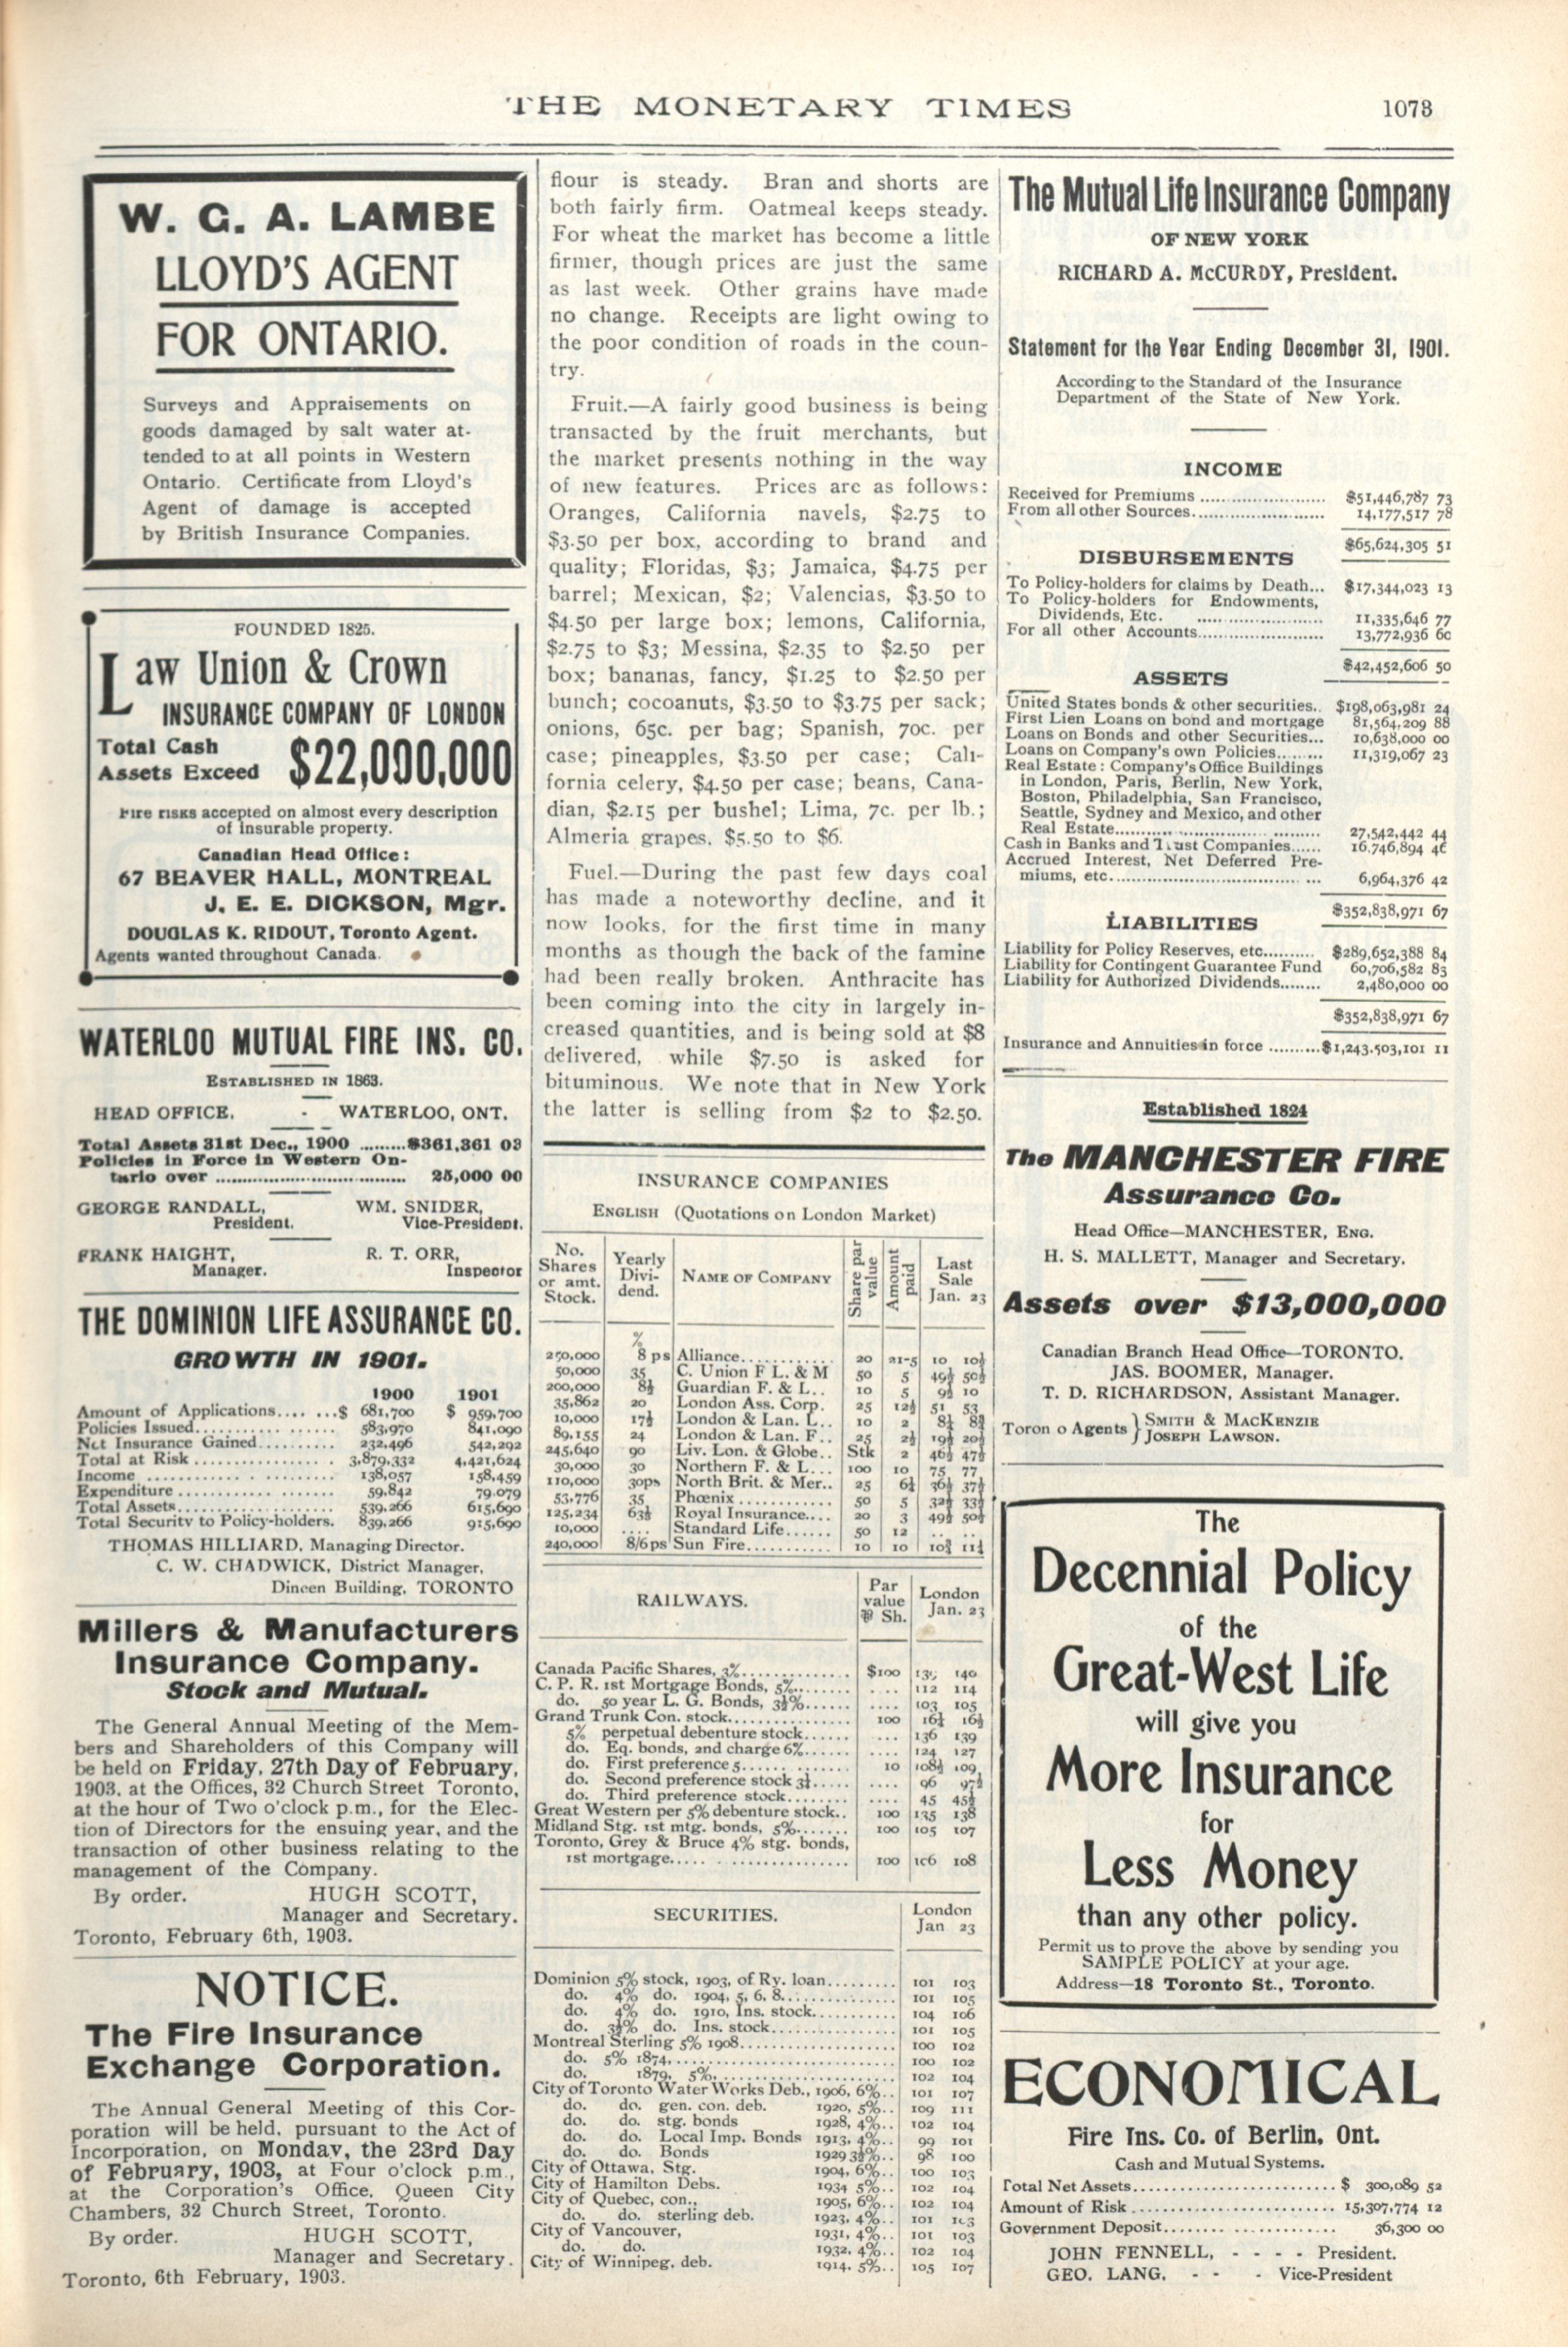 THE MONETARY TIMES 1073
W. G. A. LAMBE
LLOYD'S AGENT
FOR ONTARIO.
Surveys and Appraisements on
goods damaged by salt water at-
tended to at all points in Western
Ontario. Certificate from Lloyd's
Agent of damage is accepted
by British Insurance Companies.
FOUNDED 1825.
Law Union & Crown
INSURANCE COMPANY OF LONDON
Total Cash
Assets Exceed $22,000,000
Fire risks accepted on almost every description
of insurable property.
Canadian Head Office:
67 BEAVER HALL, MONTREAL
J. E. E. DICKSON, Mgr.
DOUGLAS K. RIDOUT, Toronto Agent.
Agents wanted throughout Canada.
WATERLOO MUTUAL FIRE INS. CO.
ESTABLISHED IN 1863.
HEAD OFFICE, - WATERLOO, ONT.
Total Assets 31st Dec., 1900 .........$361,361 03
Policies in Force in Western On-
tario over .................................. 25,000 00
GEORGE RANDALL, WM. SNIDER,
President. Vice-President.
FRANK HAIGHT, R. T. ORR,
Manager. Inspector
THE DOMINION LIFE ASSURANCE CO.
GROWTH IN 1901.
1900 1901
Amount of Applications.... ...$ 681,700 $ 959,700
Policies Issued.................. 583,970 841,090
Net Insurance Gained.......... 232,496 542,292
Total at Risk.................. 3,879,332 4,421,624
Income ..................... 138,057 158,459
Expenditure ................... 59,842 79,079
Total Assets.................... 539,266 615,690
Total Security to Policy-holders. 839,266 915,690
THOMAS HILLIARD, Managing Director.
C. W. CHADWICK, District Manager,
Dineen Building, TORONTO
Millers & Manufacturers
Insurance Company.
Stock and Mutual.
The General Annual Meeting of the Mem-
bers and Shareholders of this Company will
be held on Friday, 27th Day of February,
1903, at the Offices, 32 Church Street Toronto,
at the hour of Two o'clock p.m., for the Elec-
tion of Directors for the ensuing year, and the
transaction of other business relating to the
management of the Company.
By order. HUGH SCOTT,
Manager and Secretary.
Toronto, February 6th, 1903.
NOTICE.
The Fire Insurance
Exchange Corporation.
The Annual General Meeting of this Cor-
poration will be held, pursuant to the Act of
Incorporation, on Monday, the 23rd Day
of February, 1903, at Four o'clock p.m.,
at the Corporation's Office, Queen City
Chambers, 32 Church Street, Toronto.
By order. HUGH SCOTT,
Manager and Secretary.
Toronto, 6th February, 1903.
flour is steady. Bran and shorts are
both fairly firm. Oatmeal keeps steady.
For wheat the market has become a little
firmer, though prices are just the same
as last week. Other grains have made
no change. Receipts are light owing to
the poor condition of roads in the coun-
try.
Fruit.—A fairly good business is being
transacted by the fruit merchants, but
the market presents nothing in the way
of new features. Prices are as follows:
Oranges, California navels, $2.75 to
$3.50 per box, according to brand and
quality; Floridas, $3; Jamaica, $4.75 per
barrel; Mexican, $2; Valencias, $3.50 to
$4.50 per large box; lemons, California,
$2.75 to $3; Messina, $2.35 to $2.50 per
box; bananas, fancy, $1.25 to $2.50 per
bunch; cocoanuts, $3.50 to $3.75 per sack;
onions, 65c. per bag; Spanish, 70c. per
case; pineapples, $3.50 per case; Cali-
fornia celery, $4.50 per case; beans, Cana-
dian, $2.15 per bushel; Lima, 7c. per lb.;
Almeria grapes, $5.50 to $6.
Fuel.—During the past few days coal
has made a noteworthy decline, and it
now looks, for the first time in many
months as though the back of the famine
had been really broken. Anthracite has
been coming into the city in largely in-
creased quantities, and is being sold at $8
delivered, while $7.50 is asked for
bituminous. We note that in New York
the latter is selling from $2 to $2.50.
INSURANCE COMPANIES
ENGLISH (Quotations on London Market)
No. Shares or amt. Stock. Yearly Divi- dend. NAME OF COMPANY Share par value Amount paid Last Sale Jan. 23
%
250,000 8 ps Alliance............ 20 21-5 10 10½
50,000 35 C. Union F L. & M 50 5 49½ 50½
200,000 8½ Guardian F. & L.. 10 5 9½ 10
35,862 20 London Ass. Corp. 25 12½ 51 53
10,000 17½ London & Lan. L.. 10 2
89,155 24 London & Lan. F.. 25 2½ 19½ 20½
245,640 90 Liv. Lon. & Globe.. Stk 2 46½ 47½
30,000 30 Northern F. & L... 100 10 75 77
110,000 30ps North Brit. & Mer.. 25 6¼ 36½ 37½
53,776 35 Phœnix............ 50 5 32½ 33½
125,234 63⅓ Royal Insurance.... 20 3 49½ 50½
10,000 .... Standard Life...... 50 12 .. ..
240,000 8/6ps Sun Fire........... 10 10
RAILWAYS. Par value ₱ Sh. London Jan. 23
Canada Pacific Shares, 3%.............. $100 139 140
C. P. R. 1st Mortgage Bonds, 5%........ .... 112 114
do. 50 year L. G. Bonds, 3½%...... .... 103 105
Grand Trunk Con. stock................ 100 16¼ 16½
5% perpetual debenture stock...... ... 136 139
do. Eq. bonds, 2nd charge 6%...... .... 124 127
do. First preference 5............. 10 108½ 109
do. Second preference stock 3¼..... .... 96 97½
do. Third preference stock........ .... 45 45½
Great Western per 5% debenture stock.. 100 135 138
Midland Stg. 1st mtg. bonds, 5%....... 100 105 107
Toronto, Grey & Bruce 4% stg. bonds,
1st mortgage..................... 100 106 108
SECURITIES. London Jan 23
Dominion 5% stock, 1903, of Ry. loan......... 101 103
do. 4% do. 1904, 5, 6, 8............... 101 105
do. 4% do. 1910, Ins. stock........... 104 106
do. 3½% do. Ins. stock................ 101 105
Montreal Sterling 5% 1908.................... 100 102
do. 5% 1874,............................ 100 102
do. 1879, 5%,....................... 102 104
City of Toronto Water Works Deb., 1906, 6%.. 101 107
do. do. gen. con. deb. 1920, 5%.. 109 111
do. do. stg. bonds 1928, 4%.. 102 104
do. do. Local Imp. Bonds 1913, 4%.. 99 101
do. do. Bonds 1929 3½%.. 98 100
City of Ottawa, Stg. 1904, 6%.. 100 103
City of Hamilton Debs. 1934 5%.. 102 104
City of Quebec, con., 1905, 6%.. 102 104
do. do. sterling deb. 1923, 4%.. 101 103
City of Vancouver, 1931, 4%.. 101 103
do. do. 1932, 4%.. 102 104
City of Winnipeg, deb. 1914, 5%.. 105 107
The Mutual Life Insurance Company
OF NEW YORK
RICHARD A. McCURDY, President.
Statement for the Year Ending December 31, 1901.
According to the Standard of the Insurance
Department of the State of New York.
INCOME
Received for Premiums ...................... $51,446,787 73
From all other Sources....................... 14,177,517 78
$65,624,305 51
DISBURSEMENTS
To Policy-holders for claims by Death... $17,344,023 13
To Policy-holders for Endowments,
Dividends, Etc. ..................... 11,335,646 77
For all other Accounts...................... 13,772,936 60
$42,452,606 50
ASSETS
United States bonds & other securities.. $198,063,981 24
First Lien Loans on bond and mortgage 81,564,209 88
Loans on Bonds and other Securities... 10,638,000 00
Loans on Company's own Policies........ 11,319,067 23
Real Estate: Company's Office Buildings
in London, Paris, Berlin, New York,
Boston, Philadelphia, San Francisco,
Seattle, Sydney and Mexico, and other
Real Estate.................................. 27,542,442 44
Cash in Banks and Trust Companies...... 16,746,894 46
Accrued Interest, Net Deferred Pre-
miums, etc.................................... 6,964,376 42
$352,838,971 67
LIABILITIES
Liability for Policy Reserves, etc.......... $289,652,388 84
Liability for Contingent Guarantee Fund 60,706,582 83
Liability for Authorized Dividends........ 2,480,000 00
$352,838,971 67
Insurance and Annuities in force .........$1,243,503,101 11
Established 1824
The MANCHESTER FIRE
Assurance Co.
Head Office—MANCHESTER, ENG.
H. S. MALLETT, Manager and Secretary.
Assets over $13,000,000
Canadian Branch Head Office—TORONTO.
JAS. BOOMER, Manager.
T. D. RICHARDSON, Assistant Manager.
Toron o Agents } SMITH & MACKENZIE
JOSEPH LAWSON.
The
Decennial Policy
of the
Great-West Life
will give you
More Insurance
for
Less Money
than any other policy.
Permit us to prove the above by sending you
SAMPLE POLICY at your age.
Address—18 Toronto St., Toronto.
ECONOMICAL
Fire Ins. Co. of Berlin, Ont.
Cash and Mutual Systems.
Total Net Assets.......................... $ 300,089 52
Amount of Risk .......................... 15,307,774 12
Government Deposit...................... 36,300 00
JOHN FENNELL, - - - - President.
GEO. LANG, - - - Vice-President